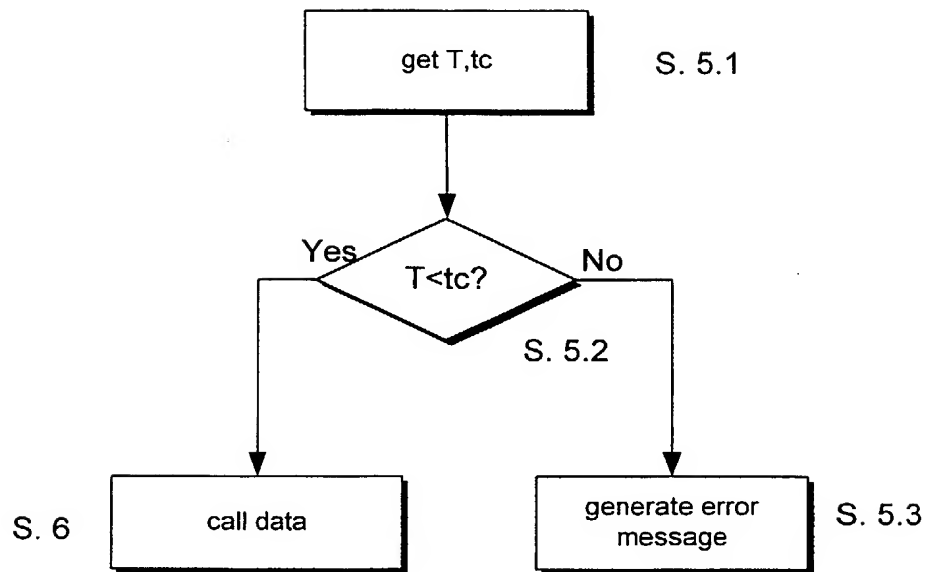 get T,tc
S. 5.1
Yes
T<tc?
No
S. 5.2
S. 6
call data
generate error
message
S. 5.3